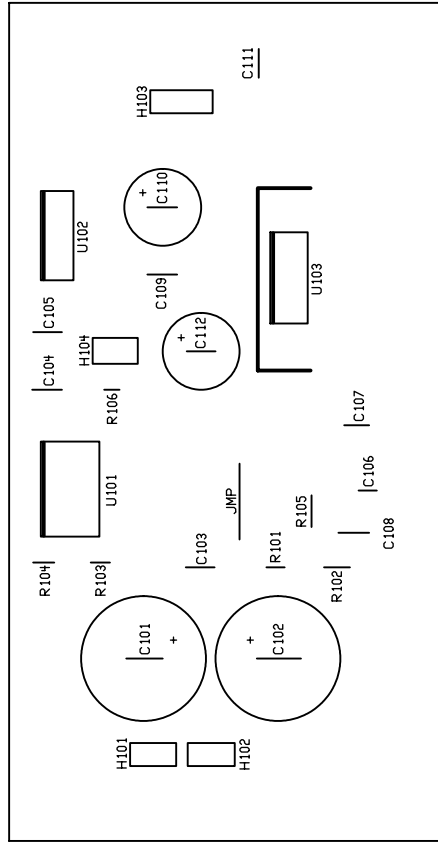 C111
H103
+
C110
U102
C109
U103
C105
+
C112
H104
C104
R106
C107
U101
C106
JMP
R105
C108
C103
R101
R104
R103
R102
C101
+
+
C102
H101
H102